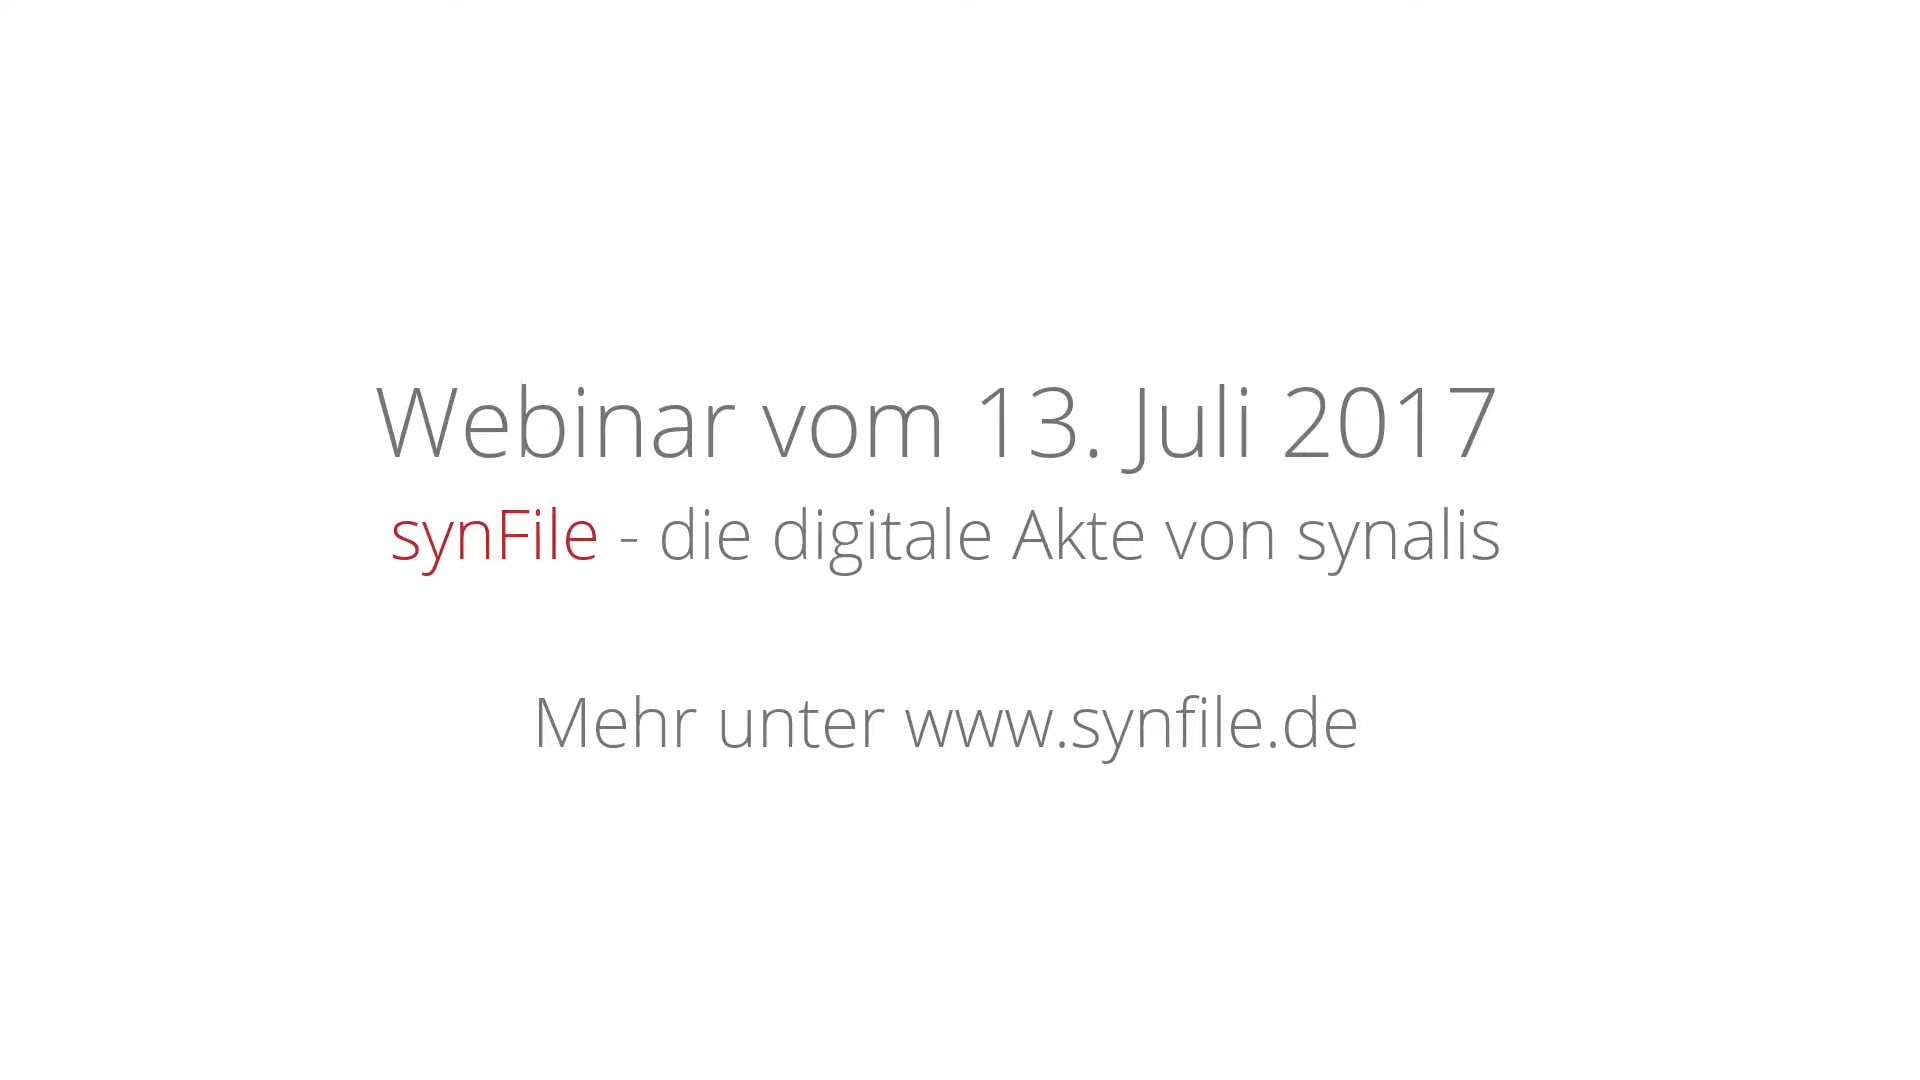 Webinar vom 13. Juli 2017
synFile - die digitale Akte von synalis
Mehr unter www.synfile.de